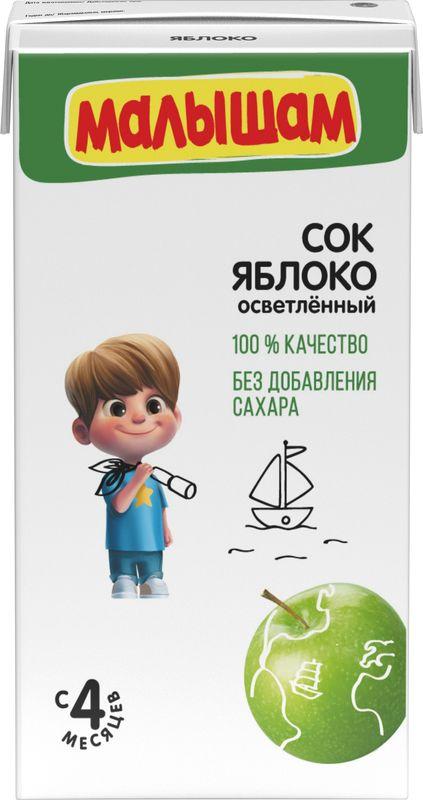 ЯБЛОКО
МАЛЫШАМ
СОК
ЯБЛОКО
осветлённый
100 % КАЧЕСТВО
БЕЗ ДОБАВЛЕНИЯ
САХАРА
С 4
МЕСЯЦЕВ